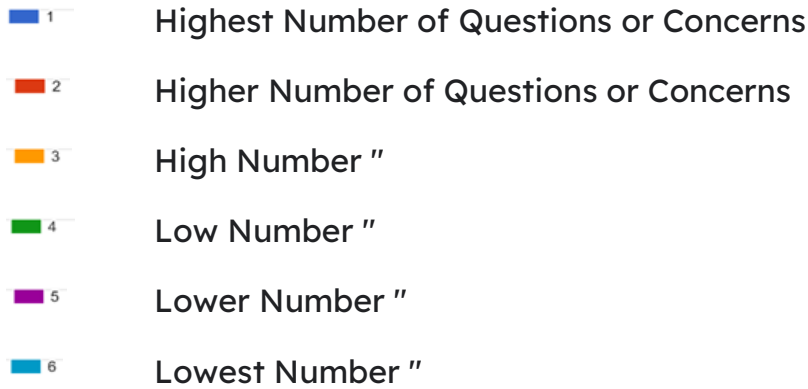 1 Highest Number of Questions or Concerns
2 Higher Number of Questions or Concerns
3 High Number "
4 Low Number "
5 Lower Number "
6 Lowest Number "